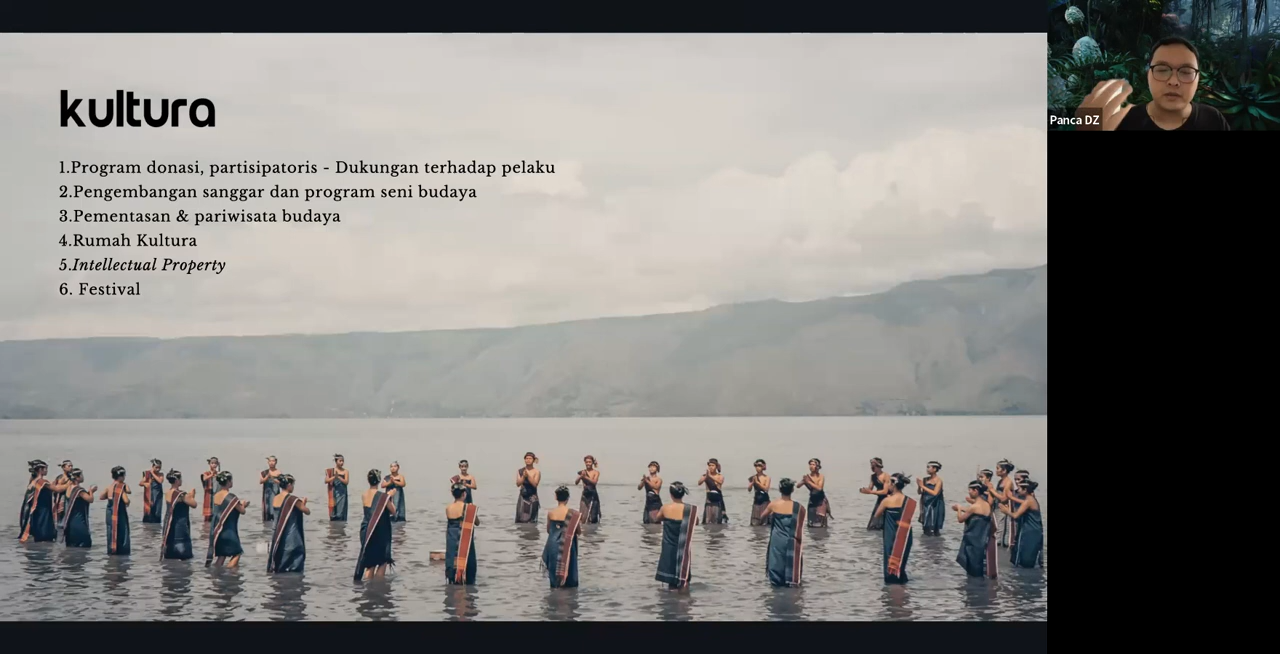 kultura
1.Program donasi, partisipatoris - Dukungan terhadap pelaku
2.Pengembangan sanggar dan program seni budaya
3.Pementasan & pariwisata budaya
4.Rumah Kultura
5.Intellectual Property
6. Festival
Panca DZ